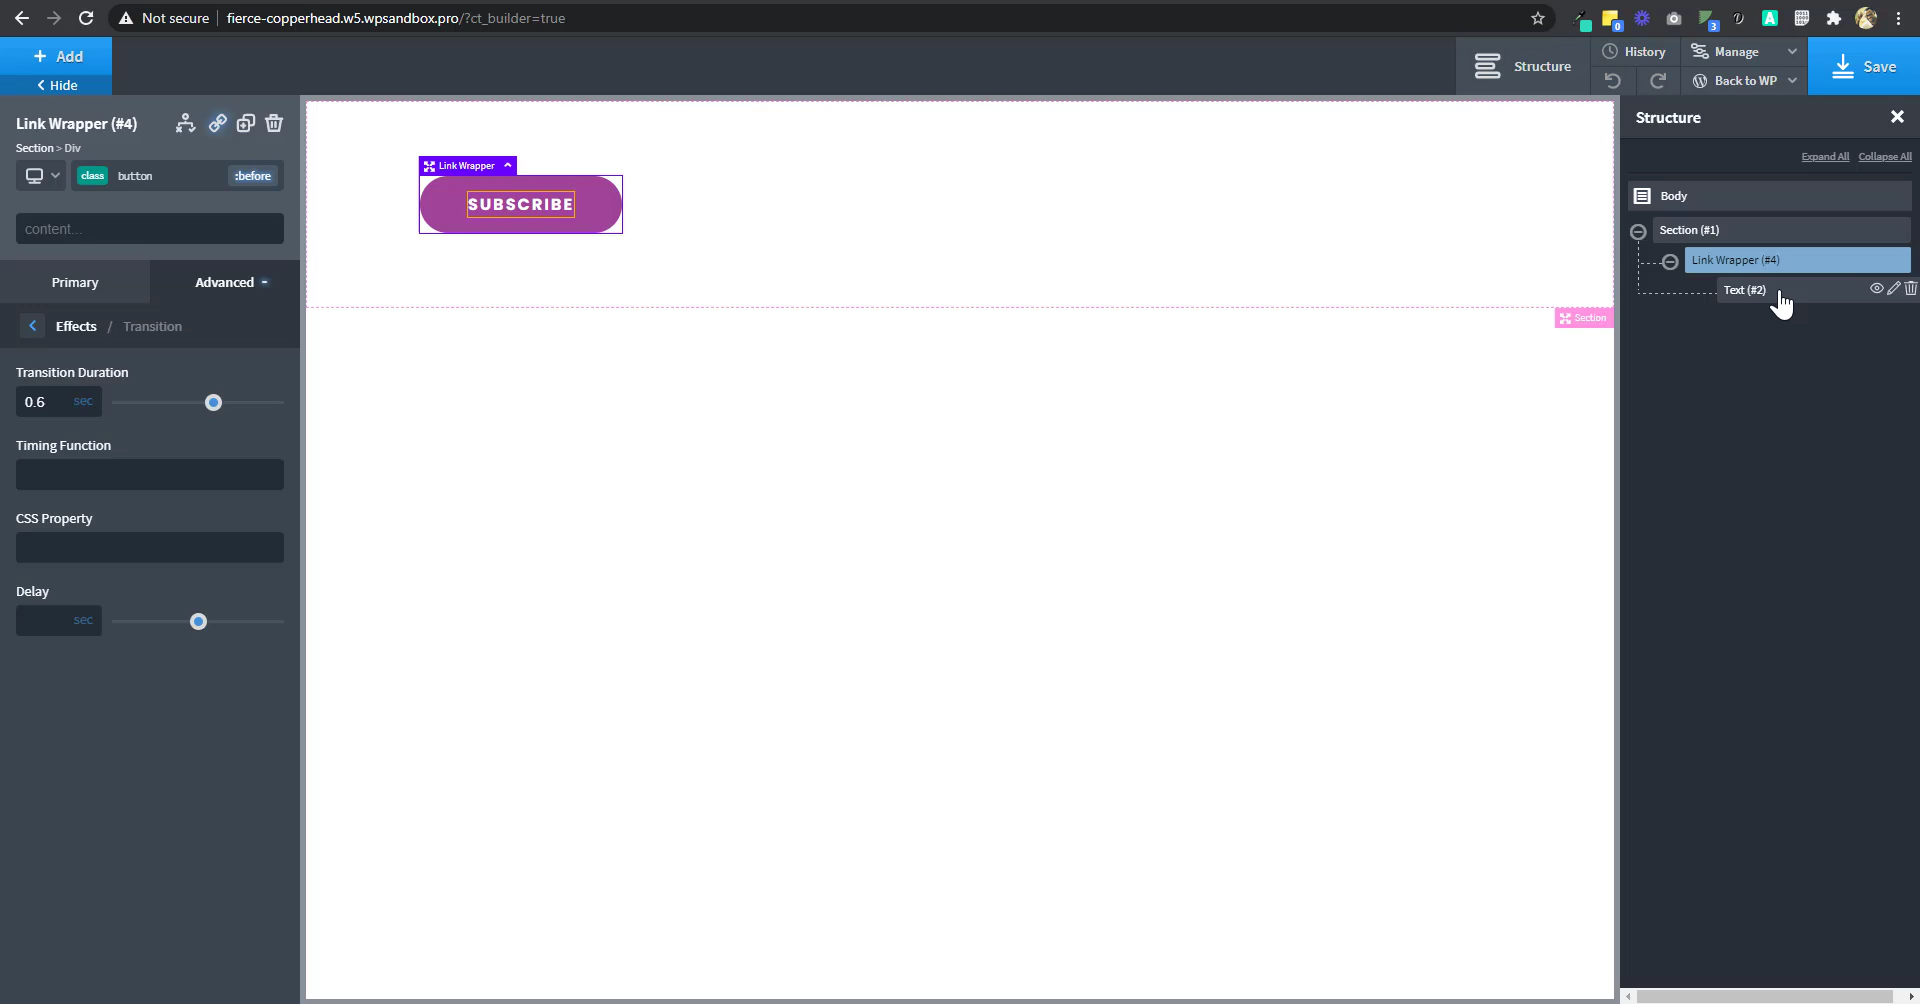 Not secure
fierce-copperhead.w5.wpsandbox.pro/?ct_builder=true
0
3
A
+ Add
Hide
Structure
History
Manage
Back to WP
Save
Link Wrapper (#4)
Section > Div
class button :before
content...
Primary
Advanced
Effects / Transition
Transition Duration
0.6 sec
Timing Function
CSS Property
Delay
sec
Link Wrapper
SUBSCRIBE
Section
Structure
Expand All Collapse All
Body
Section (#1)
Link Wrapper (#4)
Text (#2)